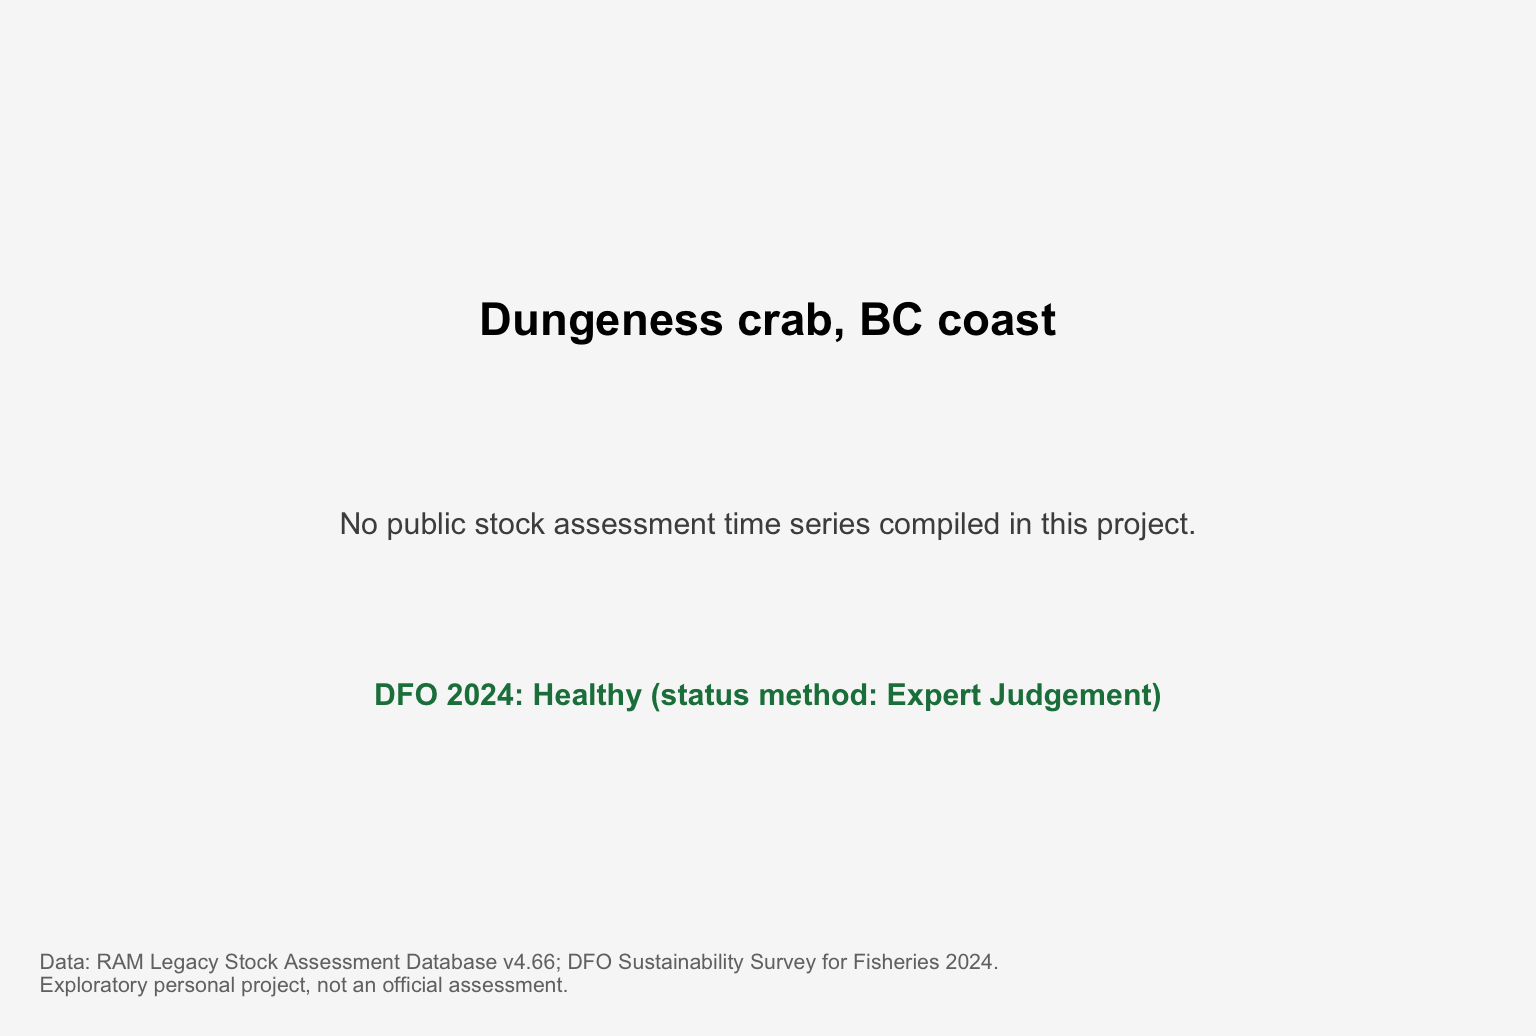 Dungeness crab, BC coast
No public stock assessment time series compiled in this project.
DFO 2024: Healthy (status method: Expert Judgement)
Data: RAM Legacy Stock Assessment Database v4.66; DFO Sustainability Survey for Fisheries 2024.
Exploratory personal project, not an official assessment.